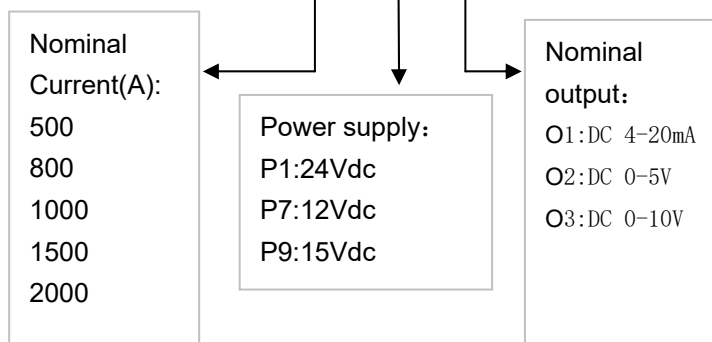 Nominal
Current(A):
500
800
1000
1500
2000
Power supply：
P1:24Vdc
P7:12Vdc
P9:15Vdc
Nominal
output：
O1:DC 4-20mA
O2:DC 0-5V
O3:DC 0-10V